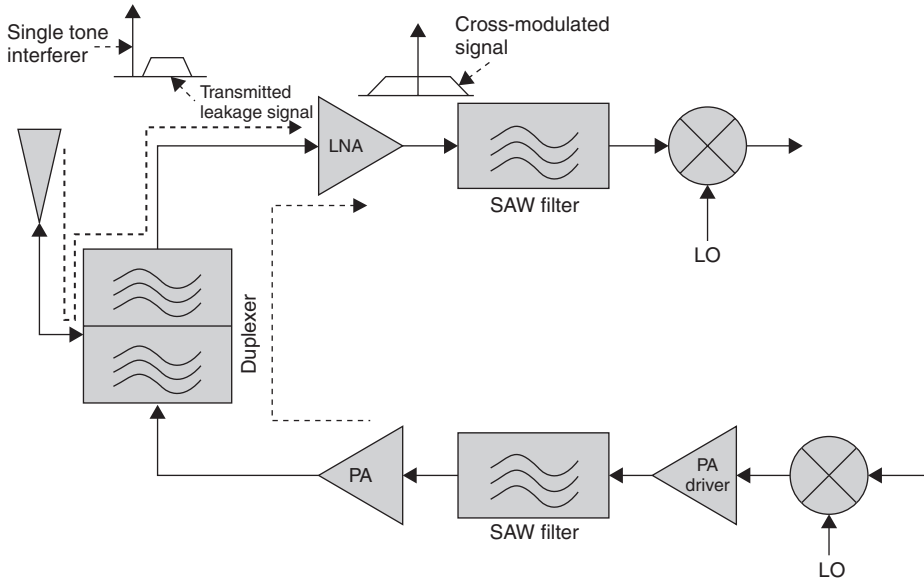 Single tone
interferer
Transmitted
leakage signal
Cross-modulated
signal
LNA
SAW filter
LO
Duplexer
PA
SAW filter
PA
driver
LO